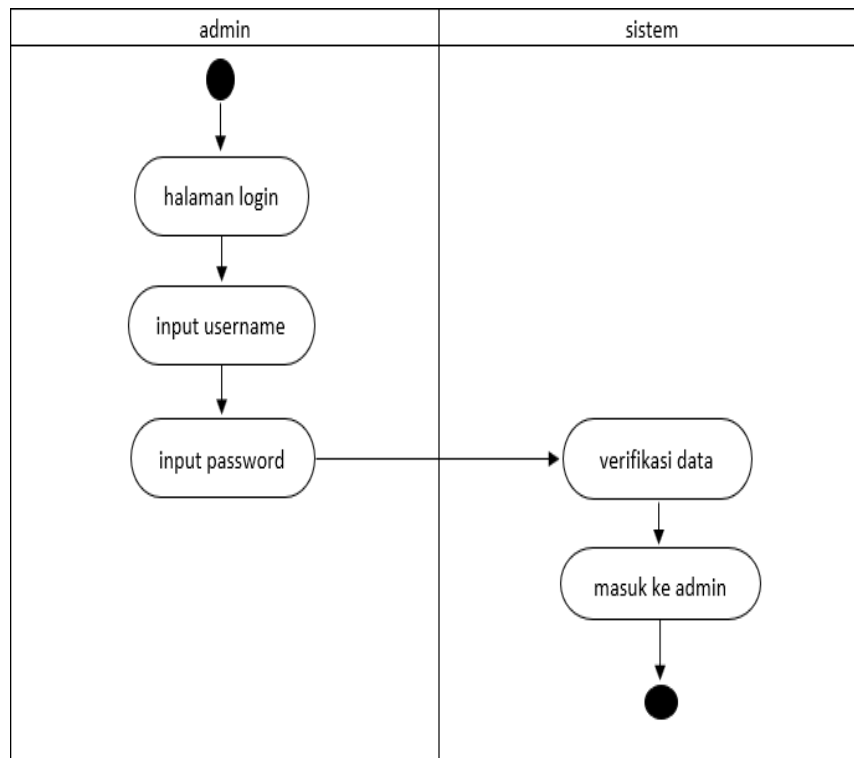 admin
sistem
halaman login
input username
input password
verifikasi data
masuk ke admin